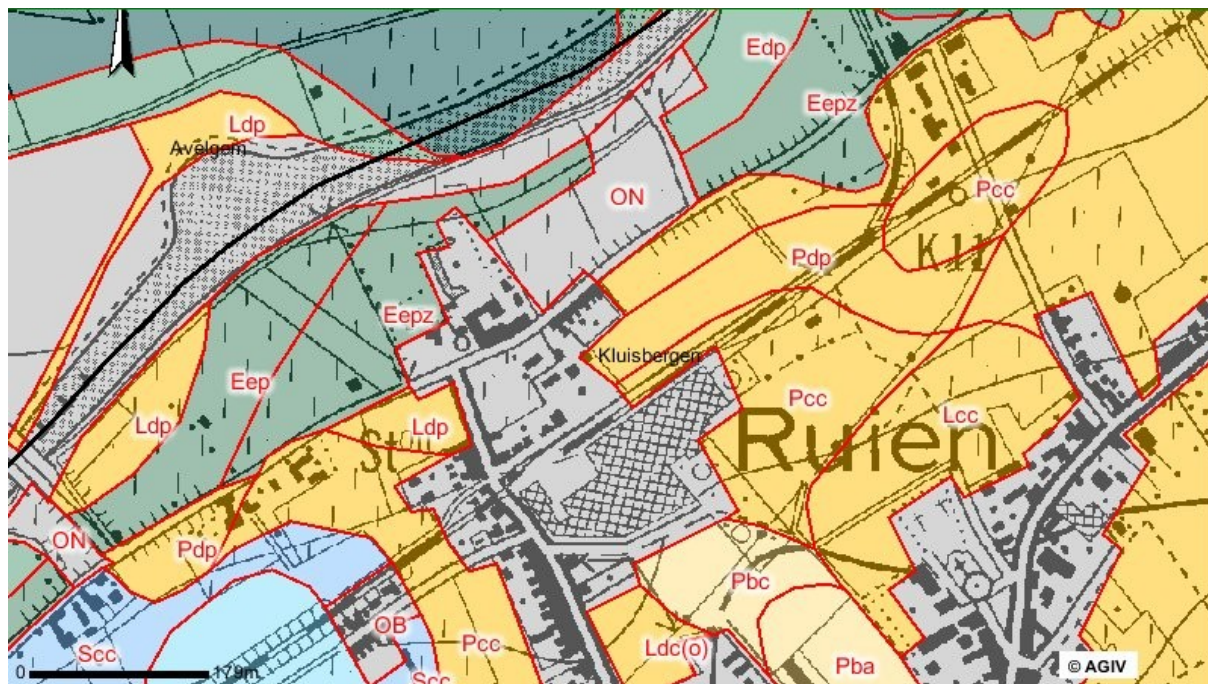 Edp
Ldp
Eepz
Avelgem
ON
Pcc
K11
Pdp
Eepz
Kluisbergen
Eep
Pcc
Lcc
Ldp
Ldp
Ruien
ON
Pdp
Pbc
OB
Scc
Pcc
Ldc(o)
Pba
Scc
0 179m
© AGIV